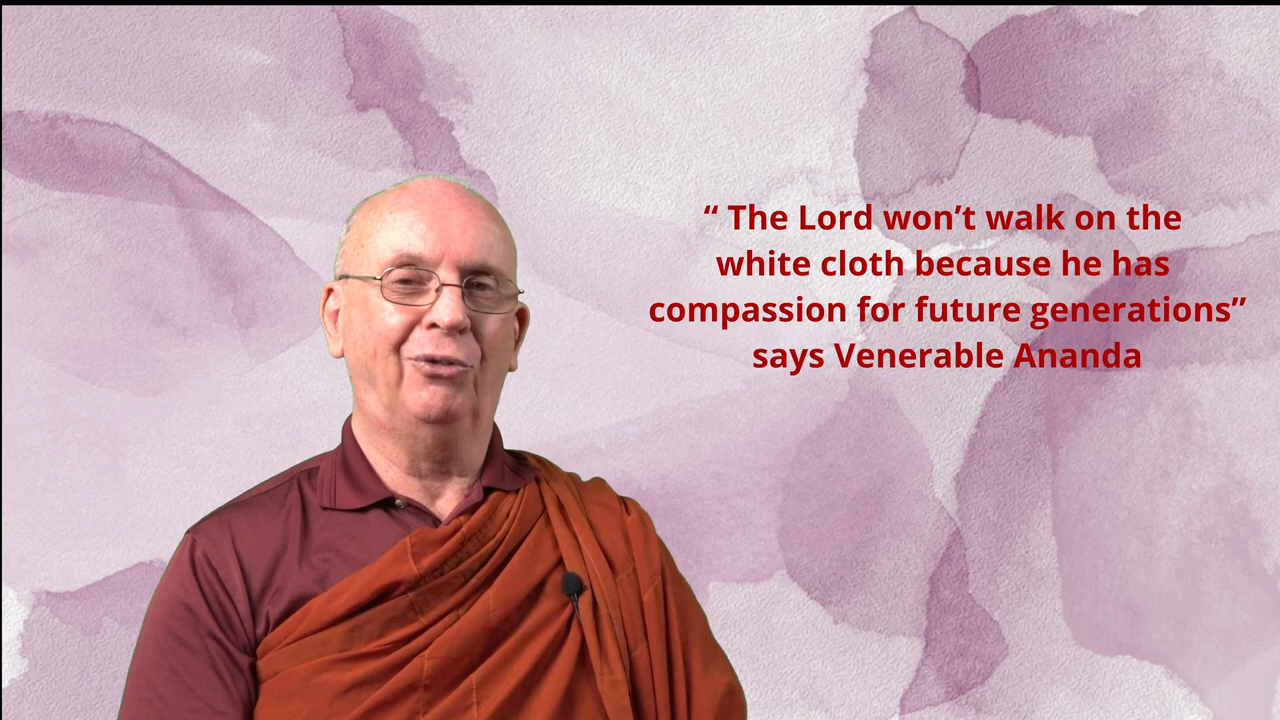 “ The Lord won’t walk on the
white cloth because he has
compassion for future generations”
says Venerable Ananda